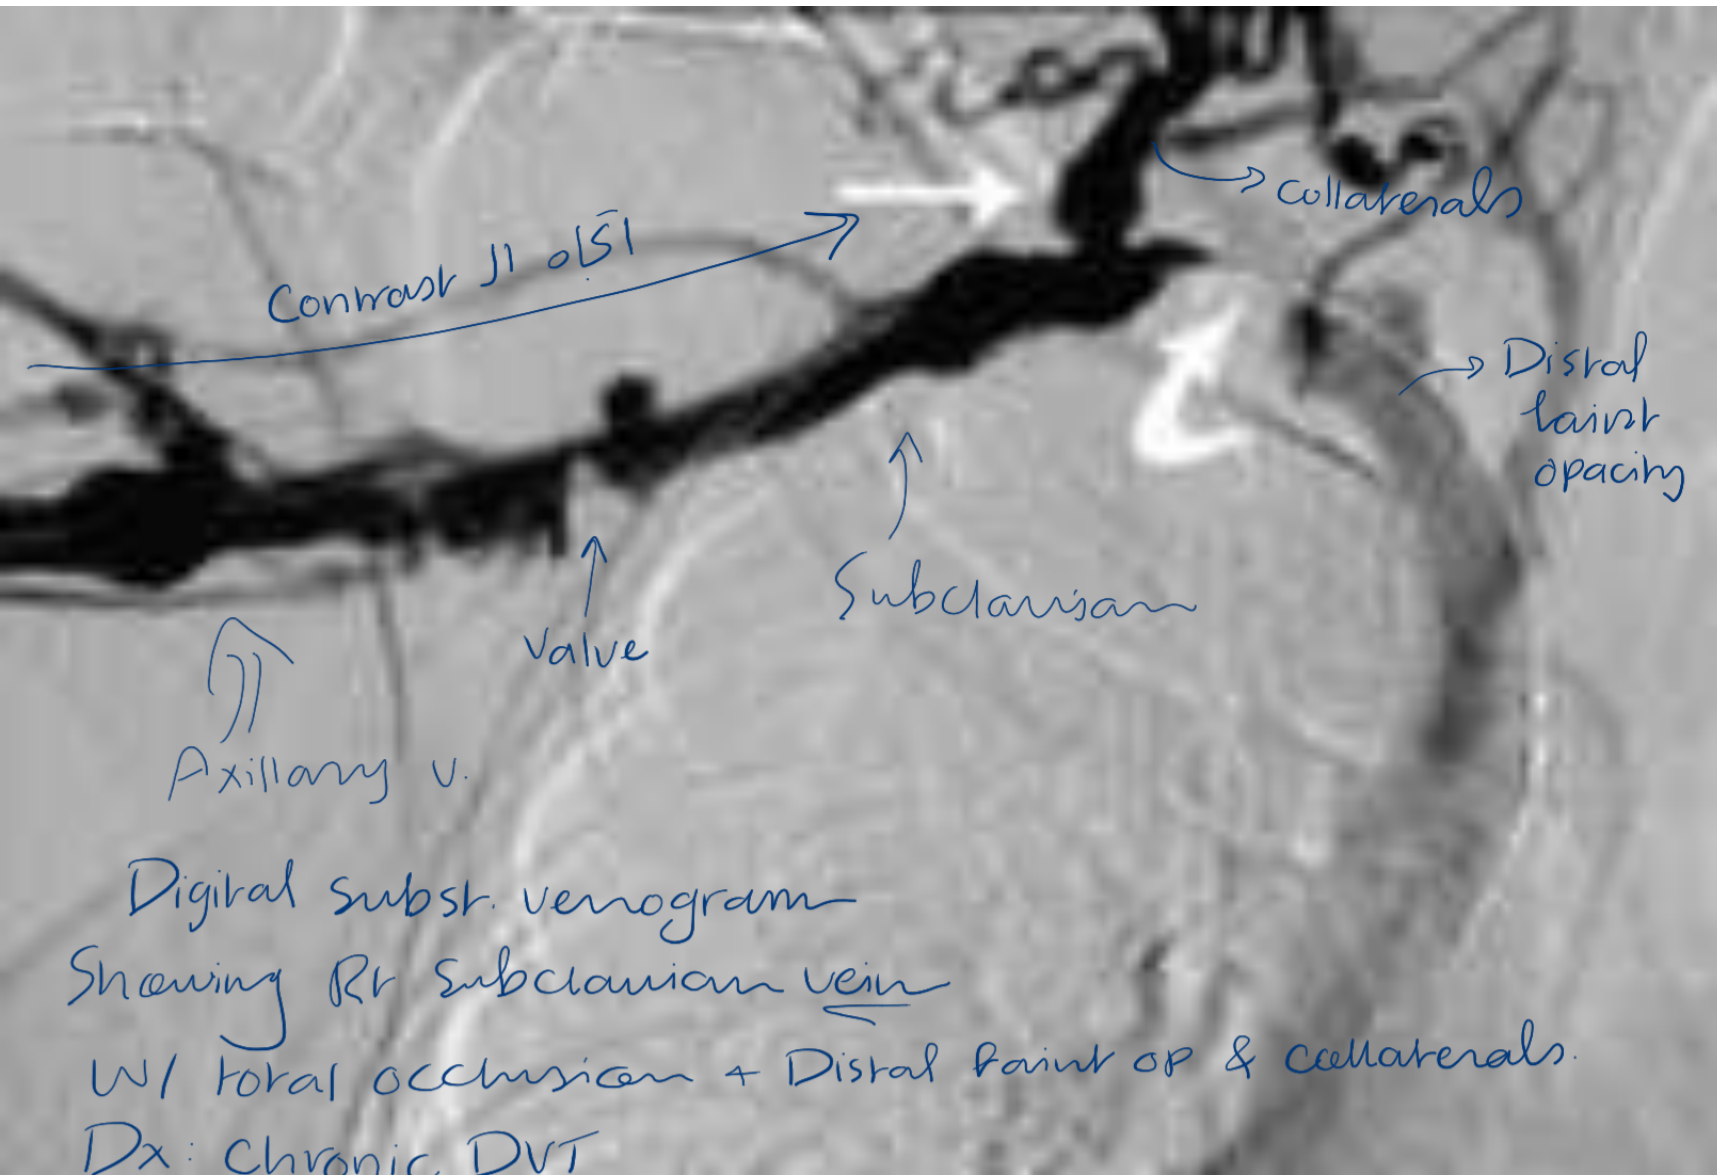 collaterals
Contrast اتجاه ال
Distal
faint
opacity
Subclavian
Valve
Axillary v.
Digital subst. venogram
Showing Rt Subclavian vein
w/ total occlusion + Distal faint op & collaterals.
Dx: Chronic DVT